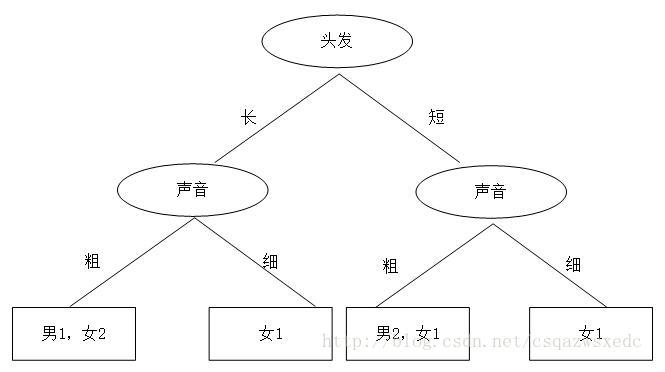 头发
长
短
声音
声音
粗
细
粗
细
男1，女2
女1
男2，女1
女1
http://blog.csdn.net/csqazwsxedc